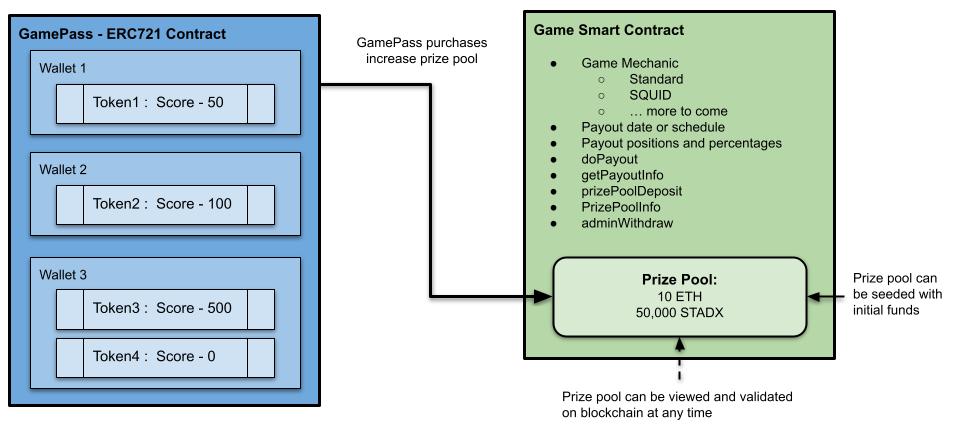 GamePass - ERC721 Contract
Wallet 1
Token1 : Score - 50
Wallet 2
Token2 : Score - 100
Wallet 3
Token3 : Score - 500
Token4 : Score - 0
GamePass purchases
increase prize pool
Game Smart Contract
● Game Mechanic
○ Standard
○ SQUID
○ … more to come
● Payout date or schedule
● Payout positions and percentages
● doPayout
● getPayoutInfo
● prizePoolDeposit
● PrizePoolInfo
● adminWithdraw
Prize Pool:
10 ETH
50,000 STADX
Prize pool can
be seeded with
initial funds
Prize pool can be viewed and validated
on blockchain at any time